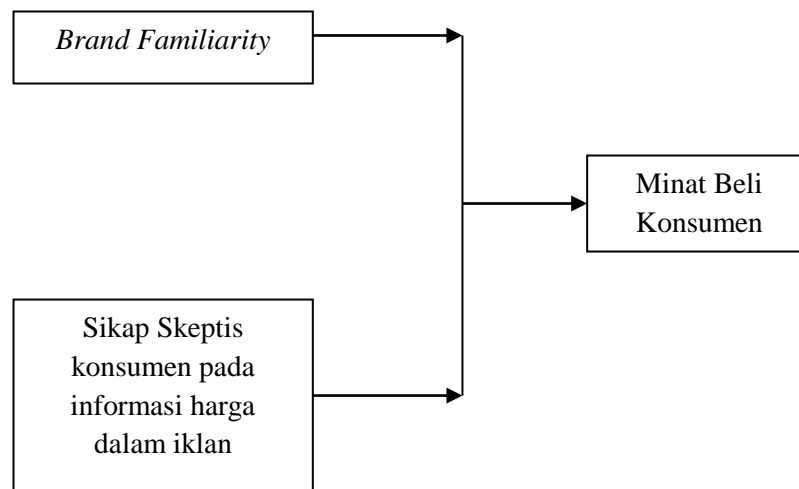 Brand Familiarity
Minat Beli
Konsumen
Sikap Skeptis
konsumen pada
informasi harga
dalam iklan